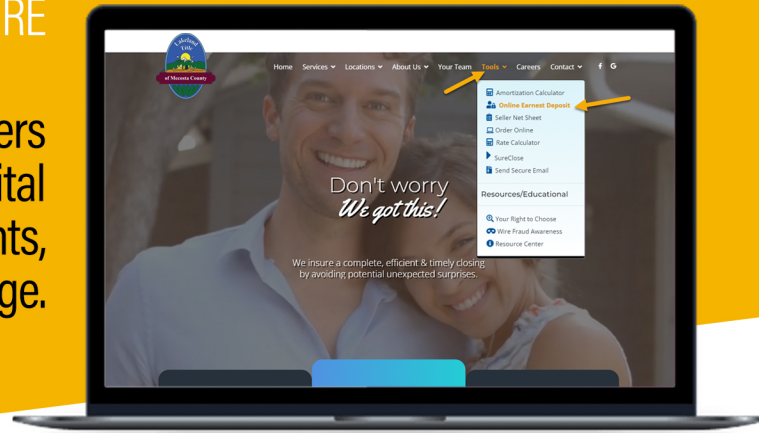 RE
ers
ital
nts,
ge.
Lakeland
Title
of Mecosta County
Home Services Locations About Us Your Team Tools Careers Contact f G
Amortization Calculator
Online Earnest Deposit
Seller Net Sheet
Order Online
Rate Calculator
SureClose
Send Secure Email
Resources/Educational
Your Right to Choose
Wire Fraud Awareness
Resource Center
Don't worry
We got this!
We insure a complete, efficient & timely closing
by avoiding potential unexpected surprises.